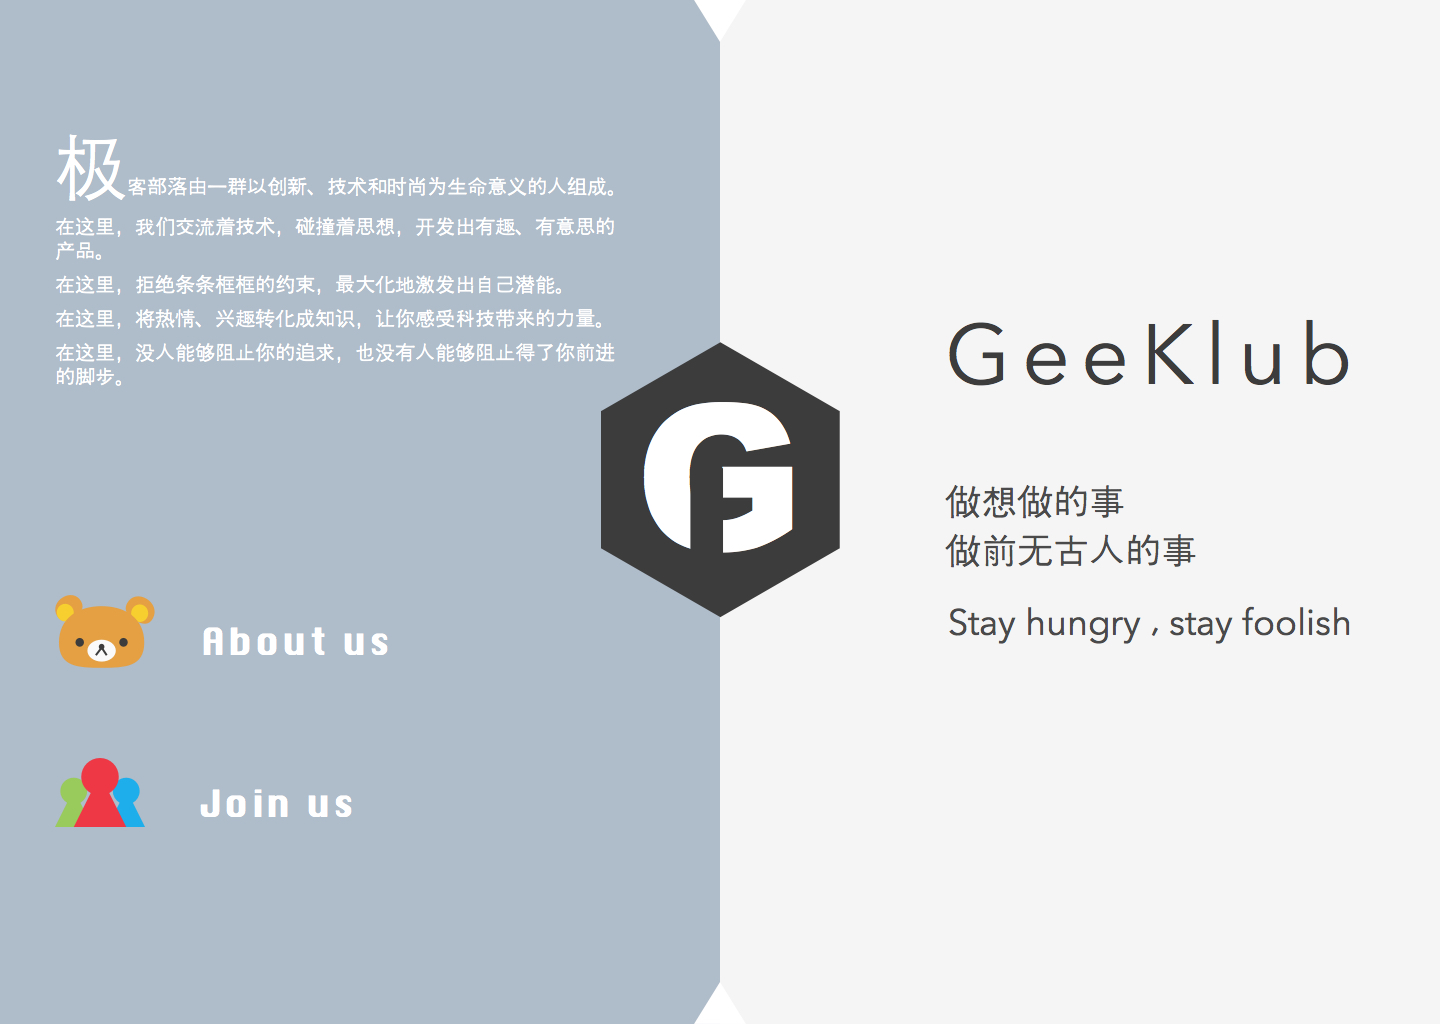 极客部落由一群以创新、技术和时尚为生命意义的人组成。
在这里，我们交流着技术，碰撞着思想，开发出有趣、有意思的
产品。
在这里，拒绝条条框框的约束，最大化地激发出自己潜能。
在这里，将热情、兴趣转化成知识，让你感受科技带来的力量。
在这里，没人能够阻止你的追求，也没有人能够阻止得了你前进
的脚步。
About us
Join us
G
GeeKlub
做想做的事
做前无古人的事
Stay hungry , stay foolish